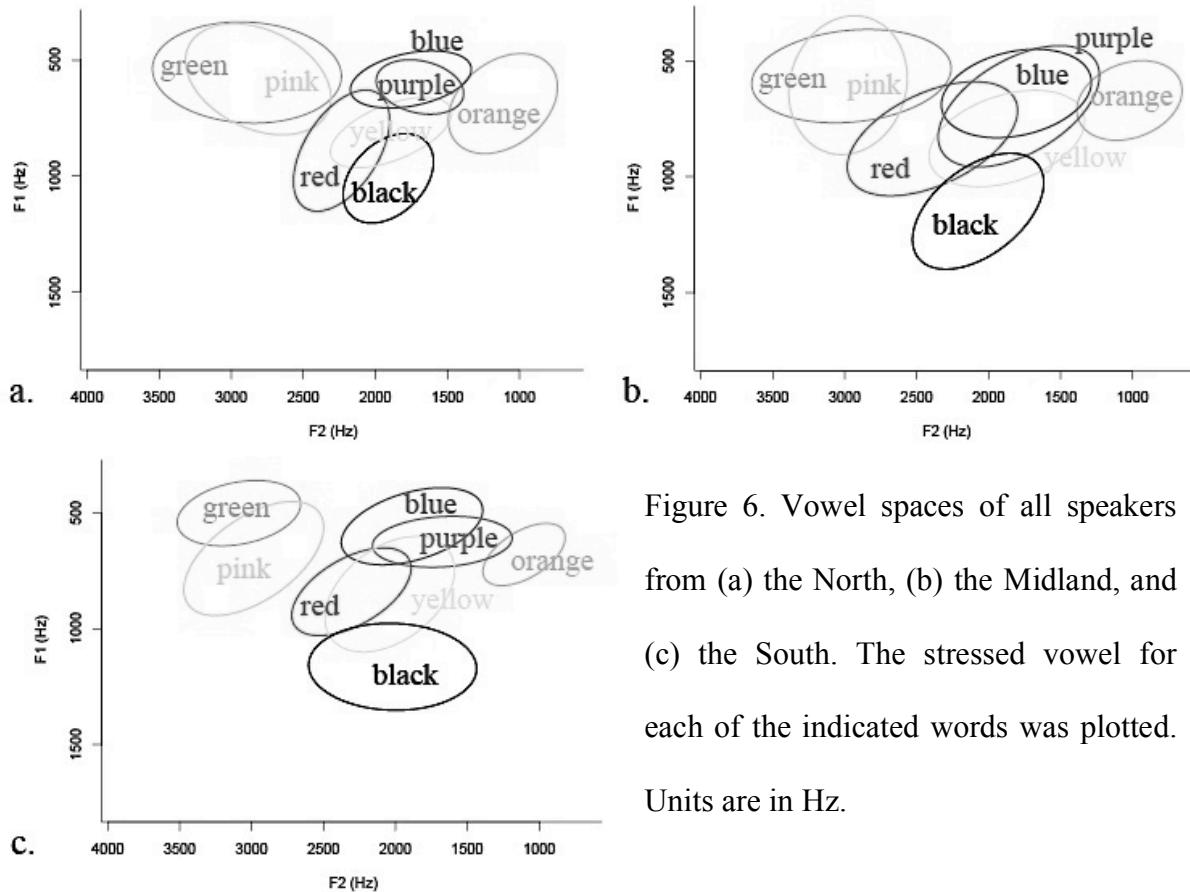 500
1000
1500
F1 (Hz)
green
pink
blue
purple
orange
yellow
red
black
4000 3500 3000 2500 2000 1500 1000
F2 (Hz)
a.
500
1000
1500
F1 (Hz)
green
pink
purple
blue
orange
yellow
red
black
4000 3500 3000 2500 2000 1500 1000
F2 (Hz)
b.
500
1000
1500
F1 (Hz)
green
pink
blue
purple
orange
red
yellow
black
4000 3500 3000 2500 2000 1500 1000
F2 (Hz)
c.
Figure 6. Vowel spaces of all speakers
from (a) the North, (b) the Midland, and
(c) the South. The stressed vowel for
each of the indicated words was plotted.
Units are in Hz.